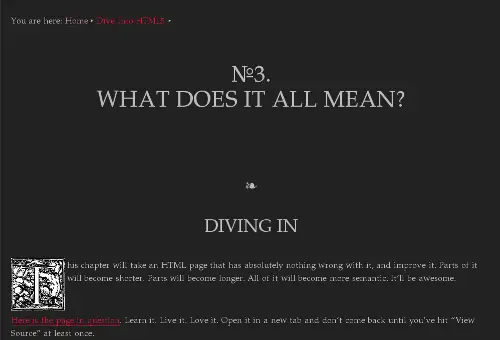 You are here: Home • Dive Into HTML5 •
№3.
WHAT DOES IT ALL MEAN?
❧
DIVING IN
This chapter will take an HTML page that has absolutely nothing wrong with it, and improve it. Parts of it
will become shorter. Parts will become longer. All of it will become more semantic. It'll be awesome.
Here is the page in question. Learn it. Live it. Love it. Open it in a new tab and don't come back until you've hit “View
Source” at least once.